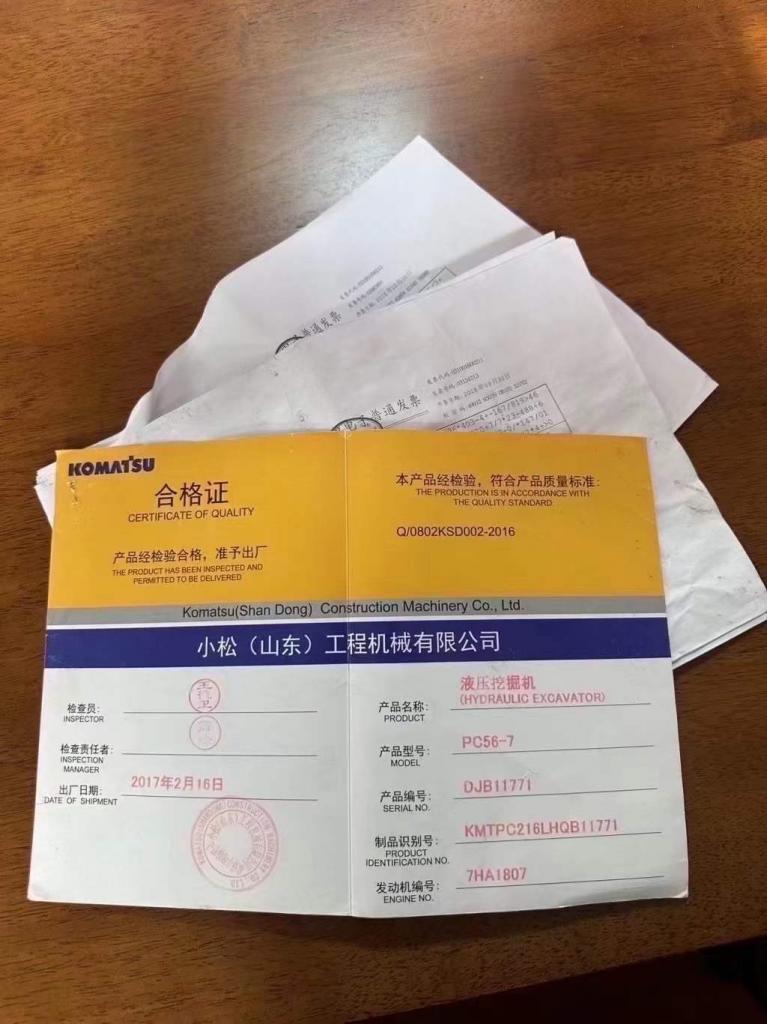 电子普通发票
KOMATSU
合格证
CERTIFICATE OF QUALITY
产品经检验合格，准予出厂
THE PRODUCT HAS BEEN INSPECTED AND
PERMITTED TO BE DELIVERED
本产品经检验，符合产品质量标准：
THE PRODUCTION IS IN ACCORDANCE WITH
THE QUALITY STANDARD
Q/0802KSD002-2016
Komatsu(Shan Dong) Construction Machinery Co., Ltd.
小松（山东）工程机械有限公司
检查员：
INSPECTOR
检查责任者：
INSPECTION
MANAGER
出厂日期： 2017年2月16日
DATE OF SHIPMENT
产品名称： 液压挖掘机
(HYDRAULIC EXCAVATOR)
PRODUCT
产品型号： PC56-7
MODEL
产品编号： DJB11771
SERIAL NO.
制品识别号： KMTPC216LHQB11771
PRODUCT
IDENTIFICATION NO.
发动机编号： 7HA1807
ENGINE NO.